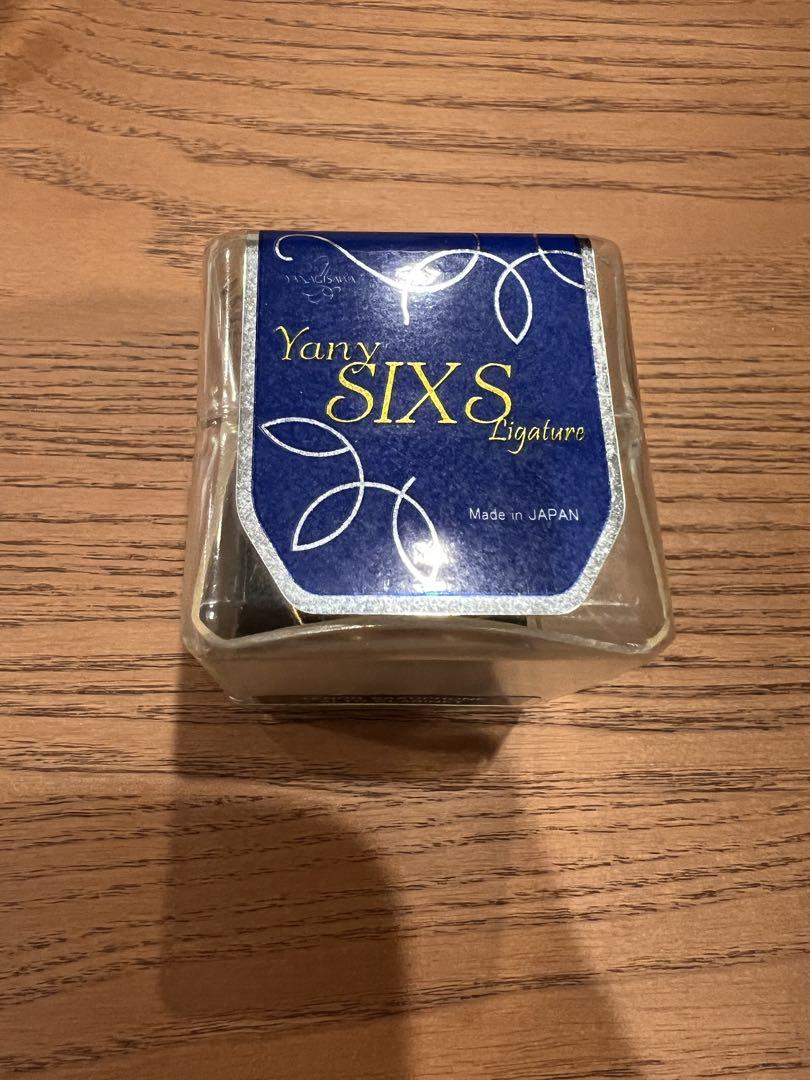 YANAGISAWA
Yany
SIXS
Ligature
Made in JAPAN